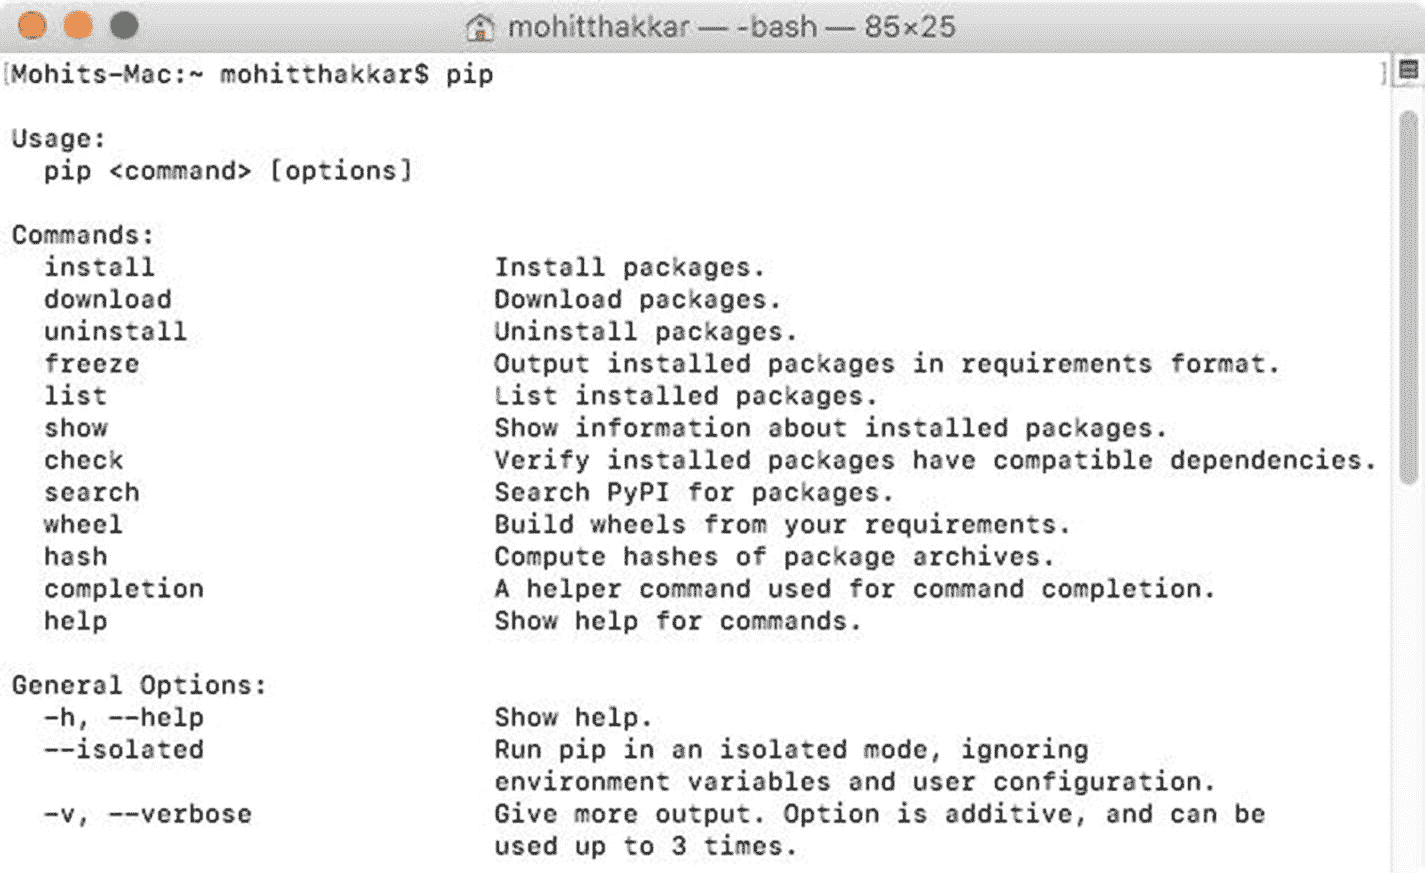 mohitthakkar — -bash — 85×25
[Mohits-Mac:~ mohitthakkar$ pip ]
Usage:
pip <command> [options]
Commands:
install Install packages.
download Download packages.
uninstall Uninstall packages.
freeze Output installed packages in requirements format.
list List installed packages.
show Show information about installed packages.
check Verify installed packages have compatible dependencies.
search Search PyPI for packages.
wheel Build wheels from your requirements.
hash Compute hashes of package archives.
completion A helper command used for command completion.
help Show help for commands.
General Options:
-h, --help Show help.
--isolated Run pip in an isolated mode, ignoring
environment variables and user configuration.
-v, --verbose Give more output. Option is additive, and can be
used up to 3 times.